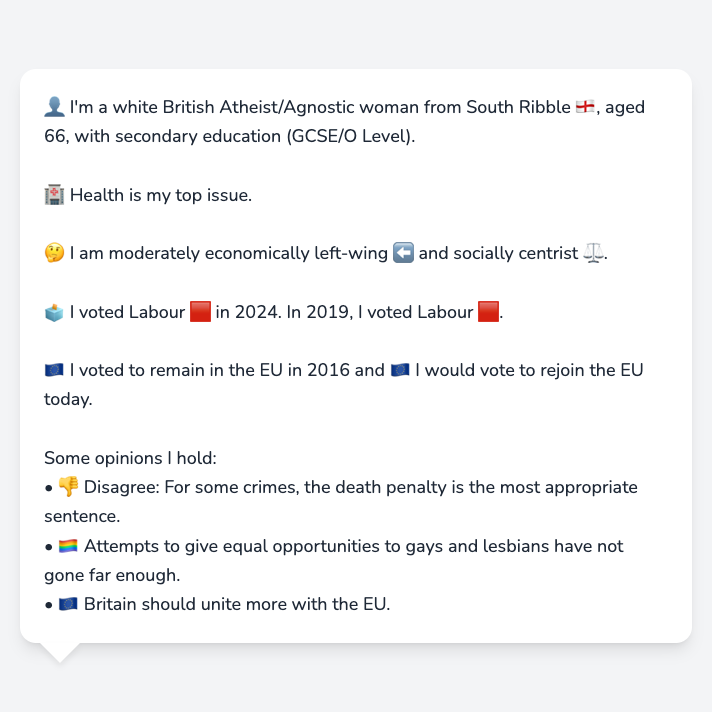 👤 I'm a white British Atheist/Agnostic woman from South Ribble 🏴󠁧󠁢󠁥󠁮󠁧󠁿, aged
66, with secondary education (GCSE/O Level).
🏥 Health is my top issue.
🤔 I am moderately economically left-wing ⬅️ and socially centrist ⚖️.
🗳️ I voted Labour 🟥 in 2024. In 2019, I voted Labour 🟥.
🇪🇺 I voted to remain in the EU in 2016 and 🇪🇺 I would vote to rejoin the EU
today.
Some opinions I hold:
• 👎 Disagree: For some crimes, the death penalty is the most appropriate
sentence.
• 🏳️‍🌈 Attempts to give equal opportunities to gays and lesbians have not
gone far enough.
• 🇪🇺 Britain should unite more with the EU.